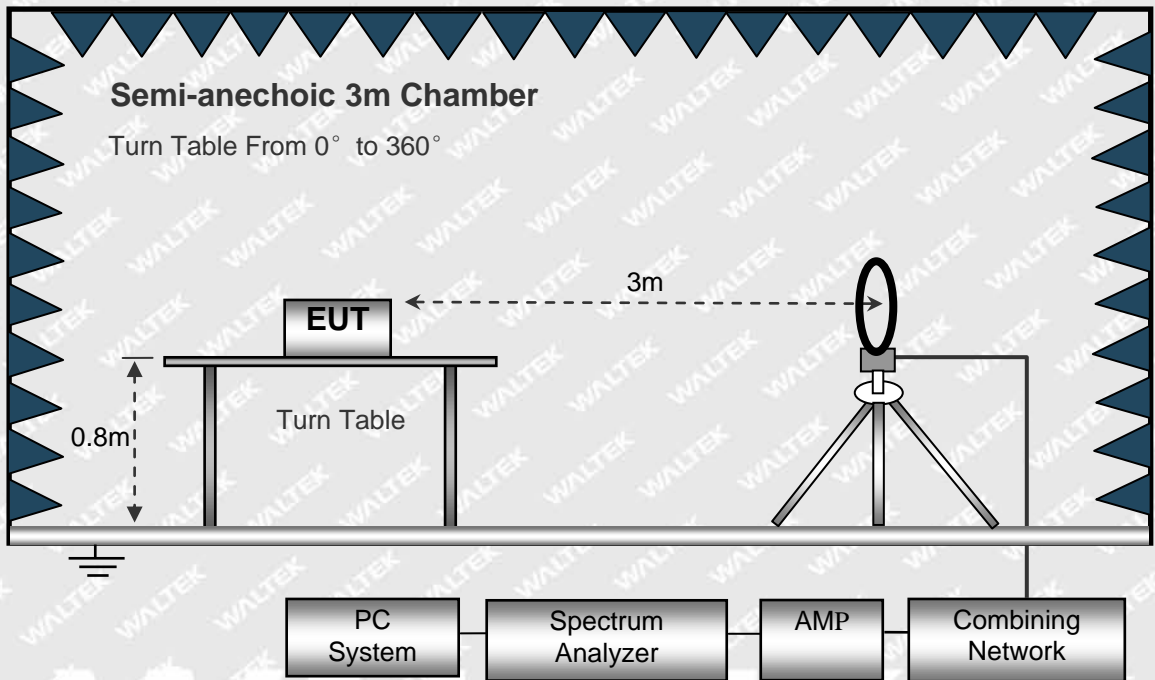 Semi-anechoic 3m Chamber
Turn Table From 0° to 360°
3m
EUT
Turn Table
0.8m
PC
System
Spectrum
Analyzer
AMP
Combining
Network
WALTEK